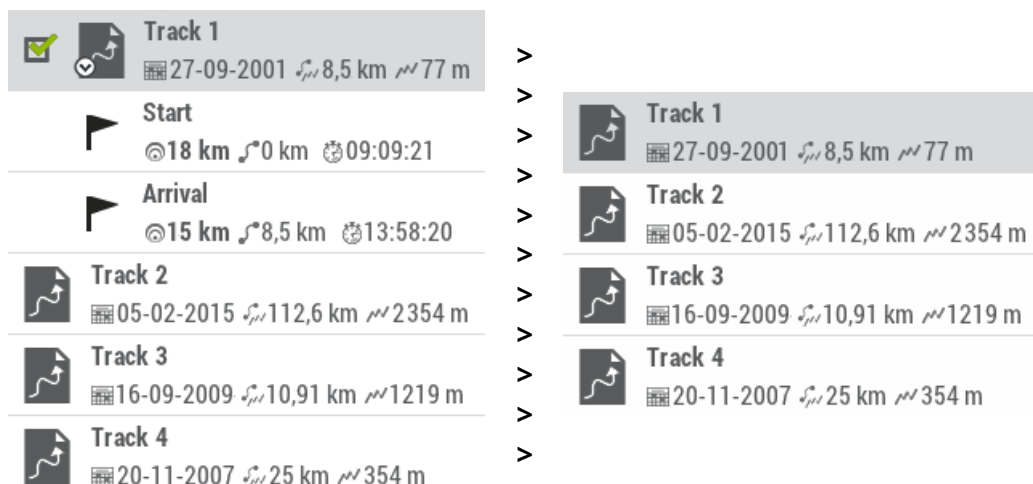 Track 1
27-09-2001 8,5 km 77 m
Start
18 km 0 km 09:09:21
Arrival
15 km 8,5 km 13:58:20
Track 2
05-02-2015 112,6 km 2354 m
Track 3
16-09-2009 10,91 km 1219 m
Track 4
20-11-2007 25 km 354 m
>
>
>
>
>
>
>
>
>
>
>
Track 1
27-09-2001 8,5 km 77 m
Track 2
05-02-2015 112,6 km 2354 m
Track 3
16-09-2009 10,91 km 1219 m
Track 4
20-11-2007 25 km 354 m